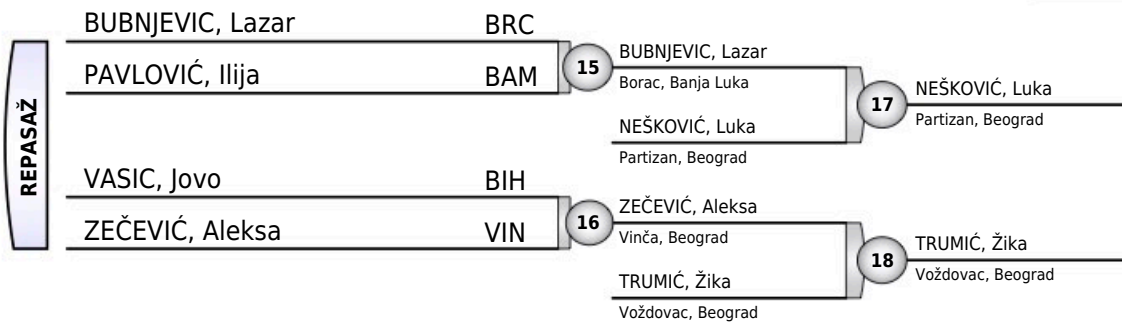 REPASAŽ
BUBNJEVIC, Lazar BRC
PAVLOVIĆ, Ilija BAM
VASIC, Jovo BIH
ZEČEVIĆ, Aleksa VIN
15
BUBNJEVIC, Lazar
Borac, Banja Luka
NEŠKOVIĆ, Luka
Partizan, Beograd
16
ZEČEVIĆ, Aleksa
Vinča, Beograd
TRUMIĆ, Žika
Voždovac, Beograd
17
NEŠKOVIĆ, Luka
Partizan, Beograd
18
TRUMIĆ, Žika
Voždovac, Beograd